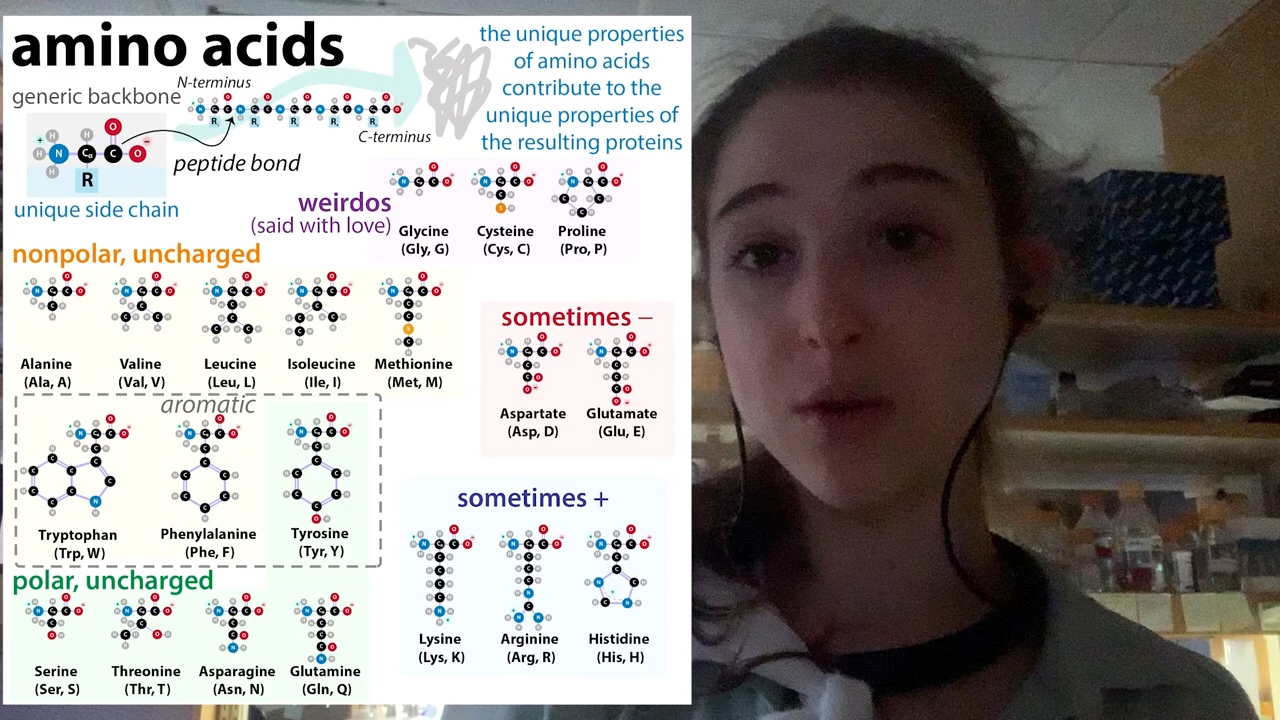 amino acids
the unique properties
of amino acids
contribute to the
unique properties of
the resulting proteins
N-terminus
generic backbone
C-terminus
peptide bond
R
unique side chain
weirdos
(said with love)
Glycine
(Gly, G)
Cysteine
(Cys, C)
Proline
(Pro, P)
nonpolar, uncharged
Alanine
(Ala, A)
Valine
(Val, V)
Leucine
(Leu, L)
Isoleucine
(Ile, I)
Methionine
(Met, M)
sometimes –
Aspartate
(Asp, D)
Glutamate
(Glu, E)
aromatic
Tryptophan
(Trp, W)
Phenylalanine
(Phe, F)
Tyrosine
(Tyr, Y)
sometimes +
Lysine
(Lys, K)
Arginine
(Arg, R)
Histidine
(His, H)
polar, uncharged
Serine
(Ser, S)
Threonine
(Thr, T)
Asparagine
(Asn, N)
Glutamine
(Gln, Q)